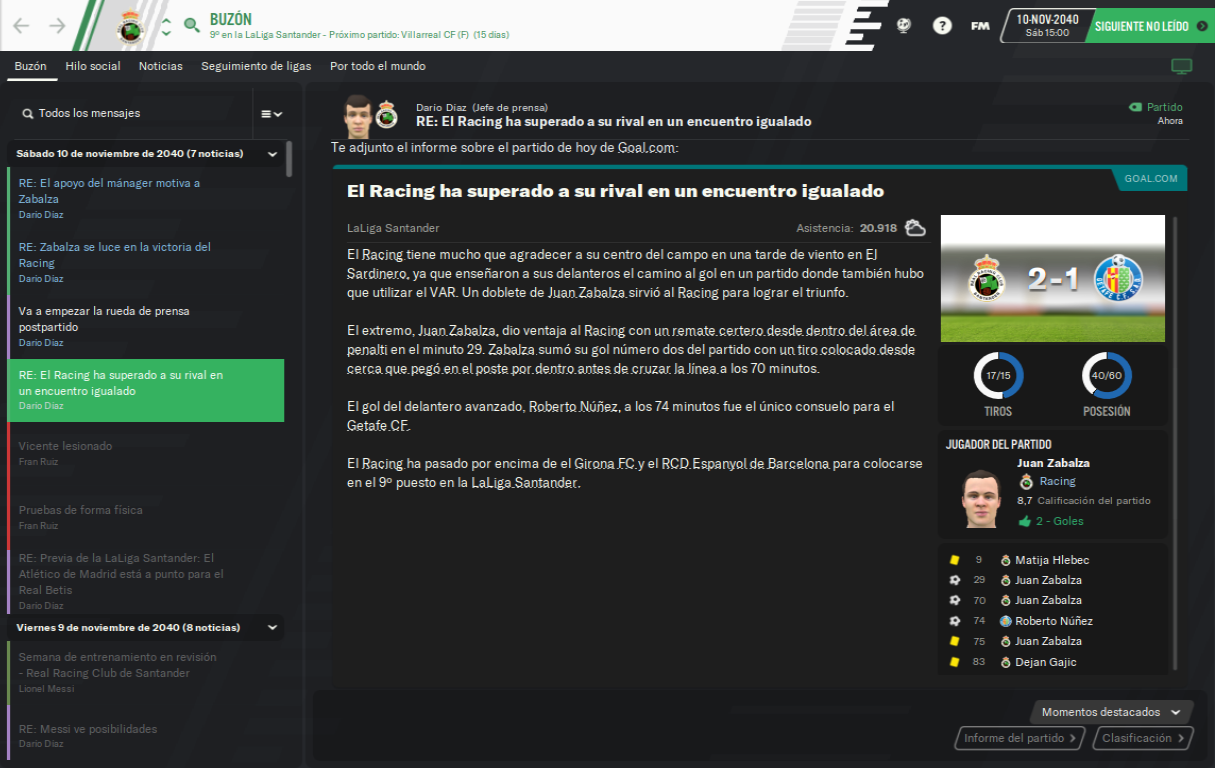 BUZÓN
9º en la LaLiga Santander - Próximo partido: Villarreal CF (F) (15 días)
?
FM
10-NOV-2040
Sáb 15:00
SIGUIENTE NO LEÍDO
Buzón
Hilo social
Noticias
Seguimiento de ligas
Por todo el mundo
Todos los mensajes
Sábado 10 de noviembre de 2040 (7 noticias)
RE: El apoyo del mánager motiva a
Zabalza
Darío Díaz
RE: Zabalza se luce en la victoria del
Racing
Darío Díaz
Va a empezar la rueda de prensa
postpartido
Darío Díaz
RE: El Racing ha superado a su rival en
un encuentro igualado
Darío Díaz
Vicente lesionado
Fran Ruiz
Pruebas de forma física
Fran Ruiz
RE: Previa de la LaLiga Santander: El
Atlético de Madrid está a punto para el
Real Betis
Darío Díaz
Viernes 9 de noviembre de 2040 (8 noticias)
Semana de entrenamiento en revisión
- Real Racing Club de Santander
Lionel Messi
RE: Messi ve posibilidades
Darío Díaz
Darío Díaz (Jefe de prensa)
RE: El Racing ha superado a su rival en un encuentro igualado
Partido
Ahora
Te adjunto el informe sobre el partido de hoy de Goal.com:
GOAL.COM
El Racing ha superado a su rival en un encuentro igualado
LaLiga Santander
Asistencia: 20.918
El Racing tiene mucho que agradecer a su centro del campo en una tarde de viento en El
Sardinero, ya que enseñaron a sus delanteros el camino al gol en un partido donde también hubo
que utilizar el VAR. Un doblete de Juan Zabalza sirvió al Racing para lograr el triunfo.
El extremo, Juan Zabalza, dio ventaja al Racing con un remate certero desde dentro del área de
penalti en el minuto 29. Zabalza sumó su gol número dos del partido con un tiro colocado desde
cerca que pegó en el poste por dentro antes de cruzar la línea a los 70 minutos.
El gol del delantero avanzado, Roberto Núñez, a los 74 minutos fue el único consuelo para el
Getafe CF.
El Racing ha pasado por encima de el Girona FC y el RCD Espanyol de Barcelona para colocarse
en el 9º puesto en la LaLiga Santander.
2-1
17/15
TIROS
40/60
POSESIÓN
JUGADOR DEL PARTIDO
Juan Zabalza
Racing
8,7 Calificación del partido
2 - Goles
9 Matija Hlebec
29 Juan Zabalza
70 Juan Zabalza
74 Roberto Núñez
75 Juan Zabalza
83 Dejan Gajic
Momentos destacados
Informe del partido
Clasificación